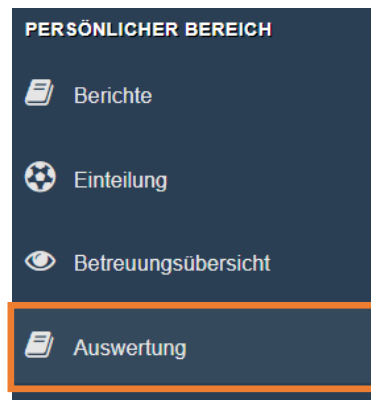 PERSÖNLICHER BEREICH
Berichte
Einteilung
Betreuungsübersicht
Auswertung